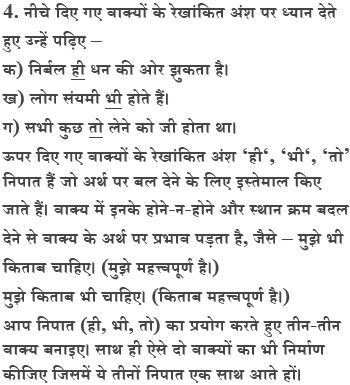 4. नीचे दिए गए वाक्यों के रेखांकित अंश पर ध्यान देते
हुए उन्हें पढ़िए –
क) निर्बल ही धन की ओर झुकता है।
ख) लोग संयमी भी होते हैं।
ग) सभी कुछ तो लेने को जी होता था।
ऊपर दिए गए वाक्यों के रेखांकित अंश ‘ही‘, ‘भी‘, ‘तो’
निपात हैं जो अर्थ पर बल देने के लिए इस्तेमाल किए
जाते हैं। वाक्य में इनके होने-न-होने और स्थान क्रम बदल
देने से वाक्य के अर्थ पर प्रभाव पड़ता है, जैसे – मुझे भी
किताब चाहिए। (मुझे महत्त्वपूर्ण है।)
मुझे किताब भी चाहिए। (किताब महत्त्वपूर्ण है।)
आप निपात (ही, भी, तो) का प्रयोग करते हुए तीन-तीन
वाक्य बनाइए। साथ ही ऐसे दो वाक्यों का भी निर्माण
कीजिए जिसमें ये तीनों निपात एक साथ आते हों।